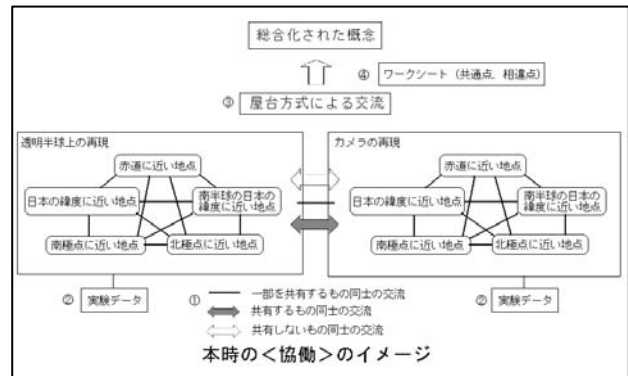 総合化された概念
④ ワークシート（共通点，相違点）
③ 屋台方式による交流
透明半球上の再現
赤道に近い地点
日本の緯度に近い地点
南半球の日本の
緯度に近い地点
南極点に近い地点
北極点に近い地点
カメラの再現
赤道に近い地点
日本の緯度に近い地点
南半球の日本の
緯度に近い地点
南極点に近い地点
北極点に近い地点
② 実験データ
① 一部を共有するもの同士の交流
共有するもの同士の交流
共有しないもの同士の交流
② 実験データ
本時の＜協働＞のイメージ